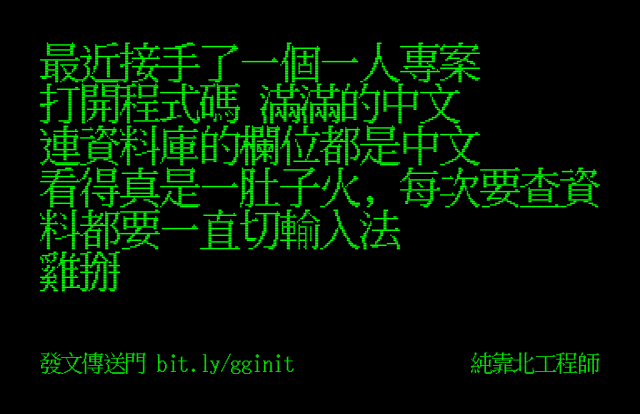 最近接手了一個一人專案
打開程式碼 滿滿的中文
連資料庫的欄位都是中文
看得真是一肚子火，每次要查資
料都要一直切輸入法
雞掰
發文傳送門 bit.ly/gginit
純靠北工程師